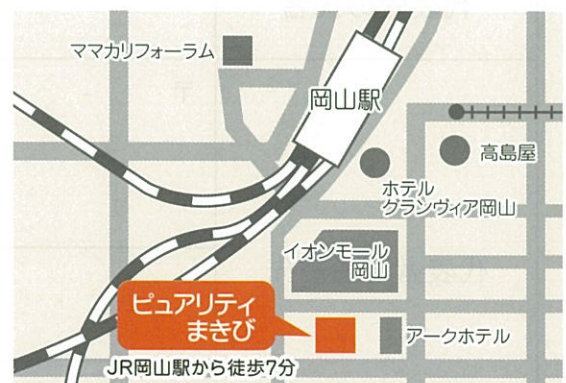 ママカリフォーラム
岡山駅
高島屋
ホテル
グランヴィア岡山
イオンモール
岡山
ピュアリティ
まきび
アークホテル
JR岡山駅から徒歩7分